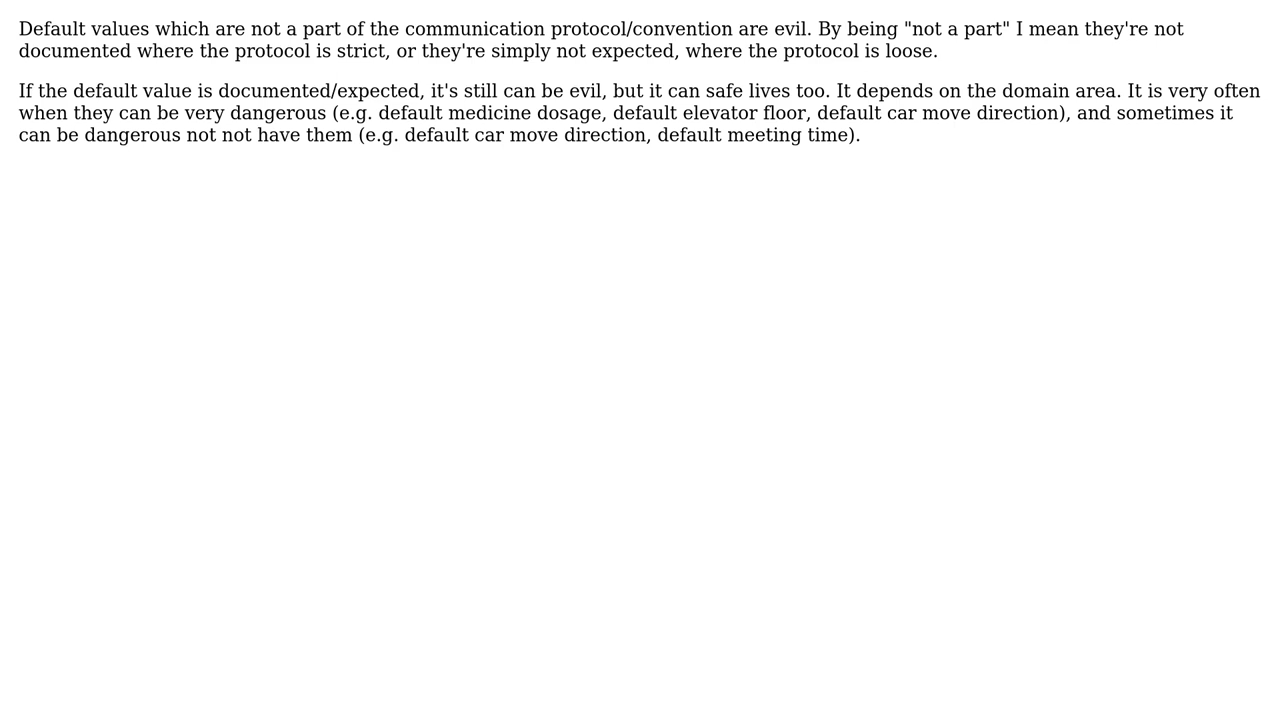 Default values which are not a part of the communication protocol/convention are evil. By being "not a part" I mean they're not
documented where the protocol is strict, or they're simply not expected, where the protocol is loose.
If the default value is documented/expected, it's still can be evil, but it can safe lives too. It depends on the domain area. It is very often
when they can be very dangerous (e.g. default medicine dosage, default elevator floor, default car move direction), and sometimes it
can be dangerous not not have them (e.g. default car move direction, default meeting time).